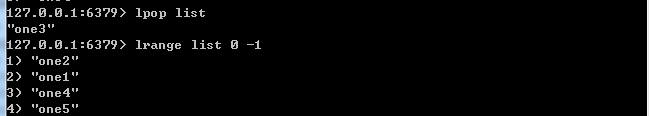 127.0.0.1:6379> lpop list
"one3"
127.0.0.1:6379> lrange list 0 -1
1) "one2"
2) "one1"
3) "one4"
4) "one5"